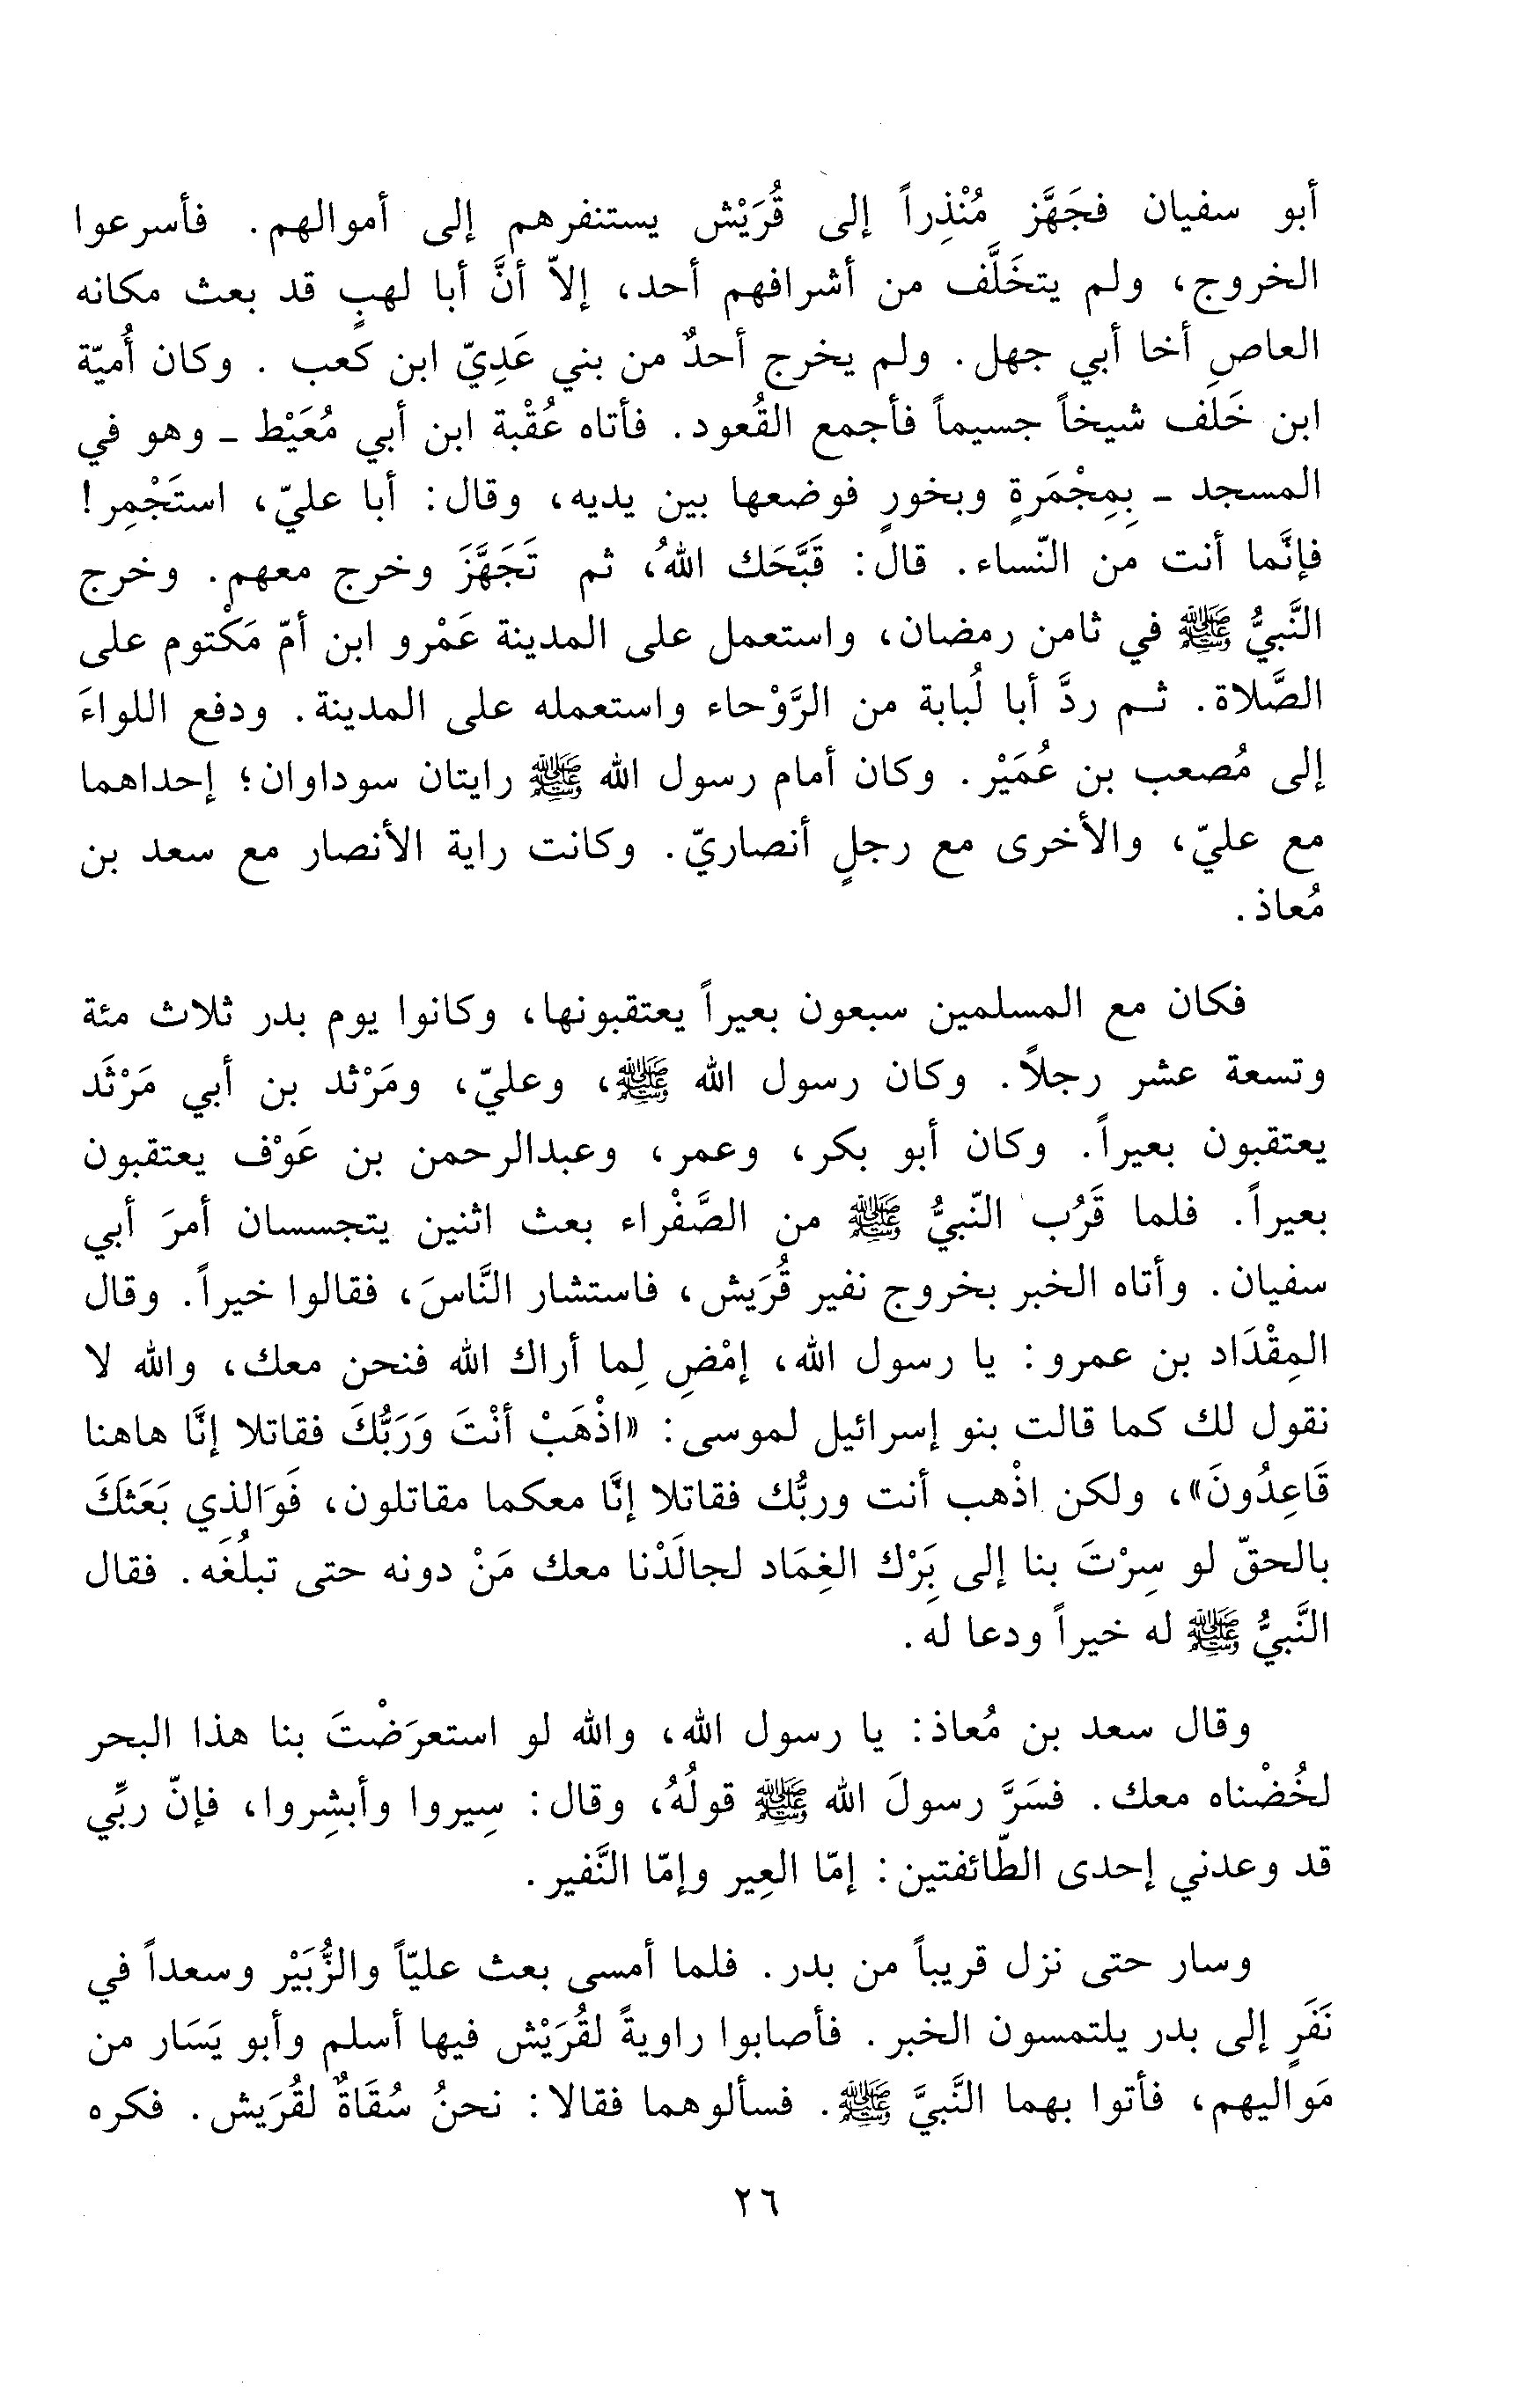 أبو سفيان فجَهَّز مُنْذِراً إلى قُرَيْش يستنفرهم إلى أموالهم. فأسرعوا
الخروج، ولم يتخَلَّف من أشرافهم أحد، إلاّ أنَّ أبا لهبٍ قد بعث مكانه
العاصِ أخا أبي جهل. ولم يخرج أحدٌ من بني عَدِيّ ابن كعب . وكان أُميّة
ابن خَلَف شيخاً جسيماً فأجمع القُعود. فأتاه عُقْبة ابن أبي مُعَيْط ـ وهو في
المسجد ـ بِمِجْمَرةٍ وبخورٍ فوضعها بين يديه، وقال: أبا عليّ، استَجْمِر!
فإنَّما أنت من النّساء. قال: قَبَّحَك اللهُ، ثم تَجَهَّزَ وخرج معهم. وخرج
النَّبيُّ ﷺ في ثامن رمضان، واستعمل على المدينة عَمْرو ابن أمّ مَكْتوم على
الصَّلاة. ثـم ردَّ أبا لُبابة من الرَّوْحاء واستعمله على المدينة. ودفع اللواءَ
إلى مُصعب بن عُمَيْر. وكان أمام رسول الله ﷺ رايتان سوداوان؛ إحداهما
مع عليّ، والأخرى مع رجلٍ أنصاريّ. وكانت راية الأنصار مع سعد بن
مُعاذ.
فكان مع المسلمين سبعون بعيراً يعتقبونها، وكانوا يوم بدر ثلاث مئة
وتسعة عشر رجلاً. وكان رسول الله ﷺ، وعليّ، ومَرْثد بن أبي مَرْثَد
يعتقبون بعيراً. وكان أبو بكر، وعمر، وعبدالرحمن بن عَوْف يعتقبون
بعيراً. فلما قَرُب النّبيُّ ﷺ من الصَّفْراء بعث اثنين يتجسسان أمرَ أبي
سفيان. وأتاه الخبر بخروج نفير قُرَيش، فاستشار النَّاسَ، فقالوا خيراً. وقال
المِقْدَاد بن عمرو: يا رسول الله، إمْضِ لِما أراك الله فنحن معك، والله لا
نقول لك كما قالت بنو إسرائيل لموسى: «اذْهَبْ أنْتَ وَرَبُّكَ فقاتلا إنَّا هاهنا
قَاعِدُونَ»، ولكن اذْهب أنت وربُّك فقاتلا إنَّا معكما مقاتلون، فَوَالذِي بَعَثَكَ
بالحقّ لو سِرْتَ بنا إلى بَِرْك الغِمَاد لجالَدْنا معك مَنْ دونه حتى تبلُغَه. فقال
النَّبيُّ ﷺ له خيراً ودعا له.
وقال سعد بن مُعاذ: يا رسول الله، والله لو استعرَضْتَ بنا هذا البحر
لخُضْناه معك. فسَرَّ رسولَ الله ﷺ قولُهُ، وقال: سِيروا وأبشِروا، فإنّ ربِّي
قد وعدني إحدى الطّائفتين: إمّا العِير وإمّا النَّفير.
وسار حتى نزل قريباً من بدر. فلما أمسى بعث عليّاً والزُّبَيْر وسعداً في
نَفَرٍ إلى بدر يلتمسون الخبر. فأصابوا راويةً لقُرَيْش فيها أسلم وأبو يَسَار من
مَواليهم، فأتوا بهما النَّبيَّ ﷺ. فسألوهما فقالا: نحنُ سُقَاةٌ لقُرَيش. فكره
٢٦